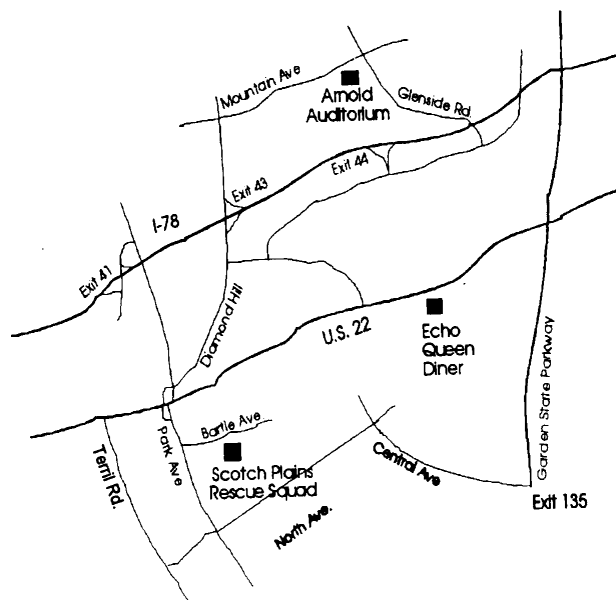 Mountain Ave
Arnold
Auditorium
Glenside Rd.
Exit 44
Exit 43
I-78
Exit 41
Diamond Hill
U.S. 22
Echo
Queen
Diner
Garden State Parkway
Bartle Ave
Park Ave
Terril Rd.
Scotch Plains
Rescue Squad
Central Ave
North Ave.
Exit 135